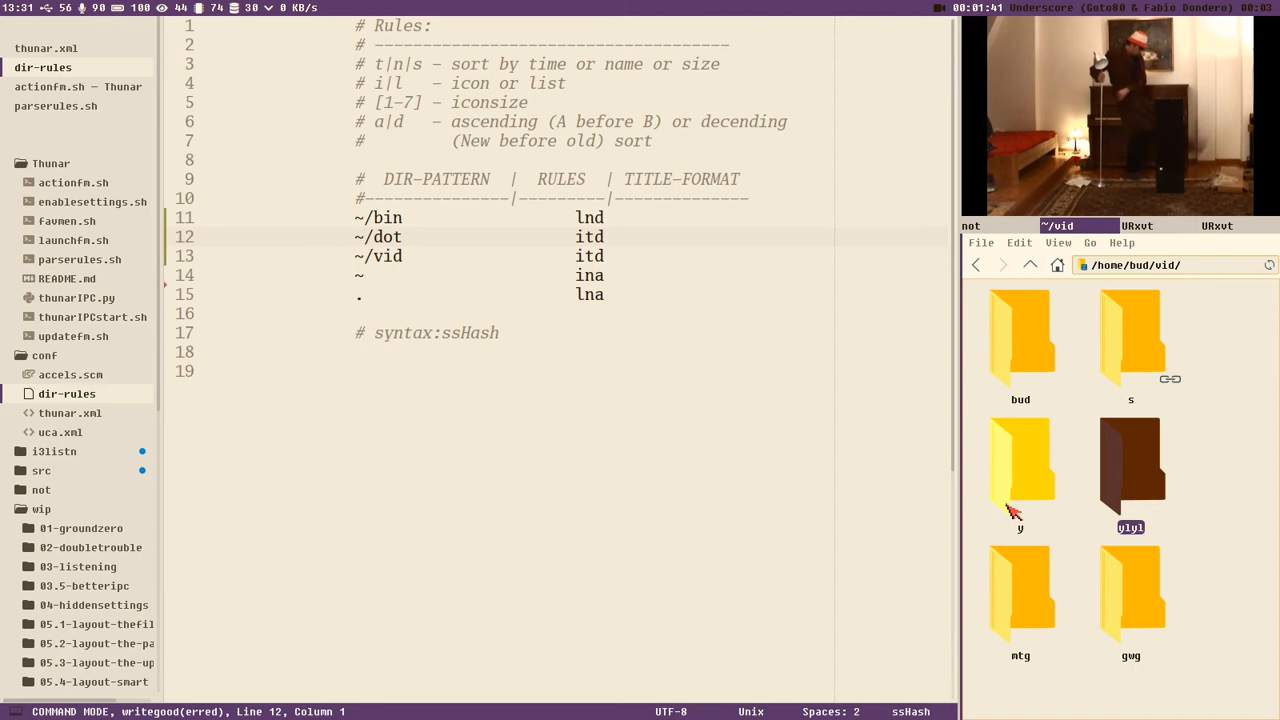 13:31 56 90 100 44 74 30 0 KB/s
00:01:41 Underscore (Goto80 & Fabio Dondero) 00:03
thunar.xml
dir-rules
actionfm.sh — Thunar
parserules.sh
Thunar
actionfm.sh
enablesettings.sh
favmen.sh
launchfm.sh
parserules.sh
README.md
thunarIPC.py
thunarIPCstart.sh
updatefm.sh
conf
accels.scm
dir-rules
thunar.xml
uca.xml
i3listn
src
not
wip
01-groundzero
02-doubletrouble
03-listening
03.5-betteripc
04-hiddensettings
05.1-layout-thefil
05.2-layout-the-pa
05.3-layout-the-up
05.4-layout-smart
1 # Rules:
2 # -------------------------------------
3 # t|n|s - sort by time or name or size
4 # i|l - icon or list
5 # [1-7] - iconsize
6 # a|d - ascending (A before B) or decending
7 # (New before old) sort
8
9 # DIR-PATTERN | RULES | TITLE-FORMAT
10 #---------------|---------|--------------
11 ~/bin lnd
12 ~/dot itd
13 ~/vid itd
14 ~ ina
15 . lna
16
17 # syntax:ssHash
18
19
not ~/vid URxvt URxvt
File Edit View Go Help
/home/bud/vid/
bud s
y ylyl
mtg gwg
COMMAND MODE, writegood(erred), Line 12, Column 1 UTF-8 Unix Spaces: 2 ssHash